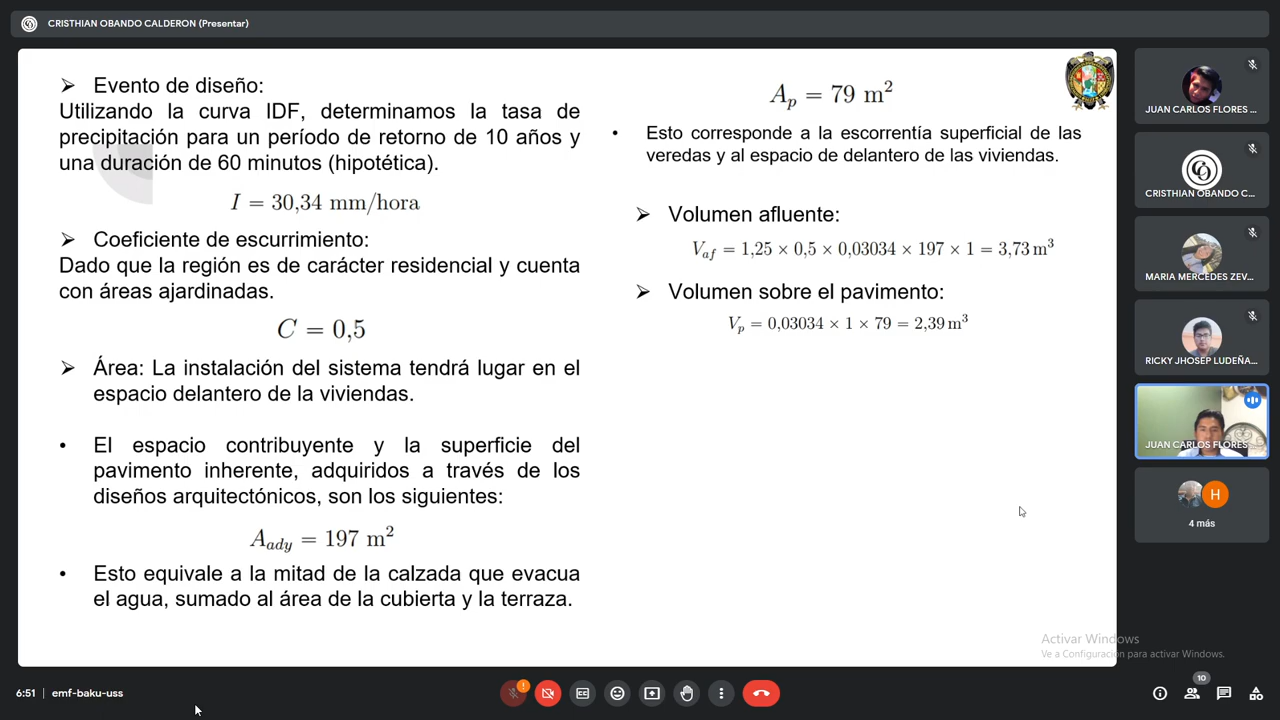 CRISTHIAN OBANDO CALDERON (Presentar)
➢ Evento de diseño:
Utilizando la curva IDF, determinamos la tasa de
precipitación para un período de retorno de 10 años y
una duración de 60 minutos (hipotética).
I = 30,34 mm/hora
➢ Coeficiente de escurrimiento:
Dado que la región es de carácter residencial y cuenta
con áreas ajardinadas.
C = 0,5
➢ Área: La instalación del sistema tendrá lugar en el
espacio delantero de la viviendas.
• El espacio contribuyente y la superficie del
pavimento inherente, adquiridos a través de los
diseños arquitectónicos, son los siguientes:
A_ady = 197 m²
• Esto equivale a la mitad de la calzada que evacua
el agua, sumado al área de la cubierta y la terraza.
A_p = 79 m²
• Esto corresponde a la escorrentía superficial de las
veredas y al espacio de delantero de las viviendas.
➢ Volumen afluente:
V_af = 1,25 × 0,5 × 0,03034 × 197 × 1 = 3,73 m³
➢ Volumen sobre el pavimento:
V_p = 0,03034 × 1 × 79 = 2,39 m³
JUAN CARLOS FLORES ...
CRISTHIAN OBANDO C...
MARIA MERCEDES ZEV...
RICKY JHOSEP LUDEÑA...
JUAN CARLOS FLORES
H
4 más
Activar Windows
Ve a Configuración para activar Windows.
6:51 | emf-baku-uss
10